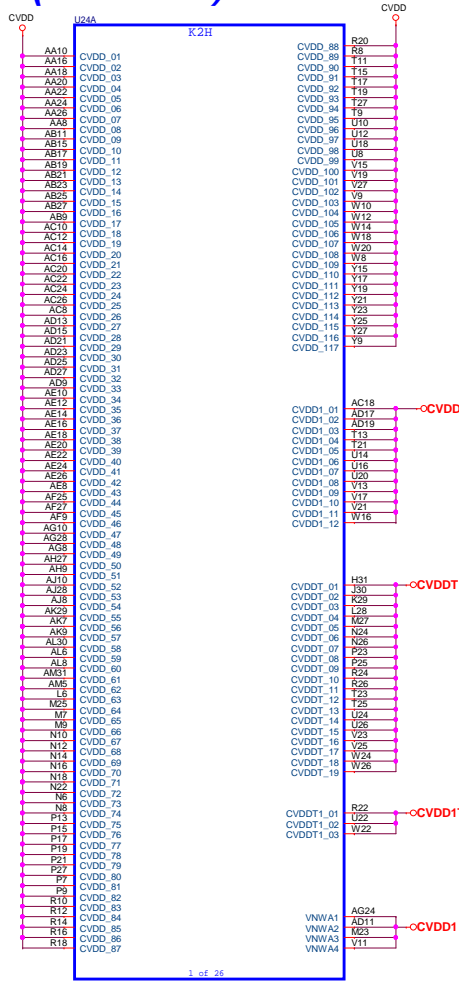 CVDD
CVDD
U24A
K2H
AA10 CVDD_01
AA16 CVDD_02
AA18 CVDD_03
AA20 CVDD_04
AA22 CVDD_05
AA24 CVDD_06
AA26 CVDD_07
AA8 CVDD_08
AB11 CVDD_09
AB15 CVDD_10
AB17 CVDD_11
AB19 CVDD_12
AB21 CVDD_13
AB23 CVDD_14
AB25 CVDD_15
AB27 CVDD_16
AB9 CVDD_17
AC10 CVDD_18
AC12 CVDD_19
AC14 CVDD_20
AC16 CVDD_21
AC20 CVDD_22
AC22 CVDD_23
AC24 CVDD_24
AC26 CVDD_25
AC8 CVDD_26
AD13 CVDD_27
AD15 CVDD_28
AD21 CVDD_29
AD23 CVDD_30
AD25 CVDD_31
AD27 CVDD_32
AD9 CVDD_33
AE10 CVDD_34
AE12 CVDD_35
AE14 CVDD_36
AE16 CVDD_37
AE18 CVDD_38
AE20 CVDD_39
AE22 CVDD_40
AE24 CVDD_41
AE26 CVDD_42
AE8 CVDD_43
AF25 CVDD_44
AF27 CVDD_45
AF9 CVDD_46
AG10 CVDD_47
AG28 CVDD_48
AG8 CVDD_49
AH27 CVDD_50
AH9 CVDD_51
AJ10 CVDD_52
AJ28 CVDD_53
AJ8 CVDD_54
AK29 CVDD_55
AK7 CVDD_56
AK9 CVDD_57
AL30 CVDD_58
AL6 CVDD_59
AL8 CVDD_60
AM31 CVDD_61
AM5 CVDD_62
L6 CVDD_63
M25 CVDD_64
M7 CVDD_65
M9 CVDD_66
N10 CVDD_67
N12 CVDD_68
N14 CVDD_69
N16 CVDD_70
N18 CVDD_71
N22 CVDD_72
N6 CVDD_73
N8 CVDD_74
P13 CVDD_75
P15 CVDD_76
P17 CVDD_77
P19 CVDD_78
P21 CVDD_79
P27 CVDD_80
P7 CVDD_81
P9 CVDD_82
R10 CVDD_83
R12 CVDD_84
R14 CVDD_85
R16 CVDD_86
R18 CVDD_87
CVDD_88 R20
CVDD_89 R8
CVDD_90 T11
CVDD_91 T15
CVDD_92 T17
CVDD_93 T19
CVDD_94 T27
CVDD_95 T9
CVDD_96 U10
CVDD_97 U12
CVDD_98 U18
CVDD_99 U8
CVDD_100 V15
CVDD_101 V19
CVDD_102 V27
CVDD_103 V9
CVDD_104 W10
CVDD_105 W12
CVDD_106 W14
CVDD_107 W18
CVDD_108 W20
CVDD_109 W8
CVDD_110 Y15
CVDD_111 Y17
CVDD_112 Y19
CVDD_113 Y21
CVDD_114 Y23
CVDD_115 Y25
CVDD_116 Y27
CVDD_117 Y9
CVDD1_01 AC18 CVDD
CVDD1_02 AD17
CVDD1_03 AD19
CVDD1_04 T13
CVDD1_05 T21
CVDD1_06 U14
CVDD1_07 U16
CVDD1_08 U20
CVDD1_09 V13
CVDD1_10 V17
CVDD1_11 V21
CVDD1_12 W16
CVDDT_01 H31 CVDDT
CVDDT_02 J30
CVDDT_03 K29
CVDDT_04 L28
CVDDT_05 M27
CVDDT_06 N24
CVDDT_07 N26
CVDDT_08 P23
CVDDT_09 P25
CVDDT_10 R24
CVDDT_11 R26
CVDDT_12 T23
CVDDT_13 T25
CVDDT_14 U24
CVDDT_15 U26
CVDDT_16 V23
CVDDT_17 V25
CVDDT_18 W24
CVDDT_19 W26
CVDDT1_01 R22 CVDD1
CVDDT1_02 U22
CVDDT1_03 W22
VNWA1 AG24
VNWA2 AD11 CVDD1
VNWA3 M23
VNWA4 V11
1 of 26